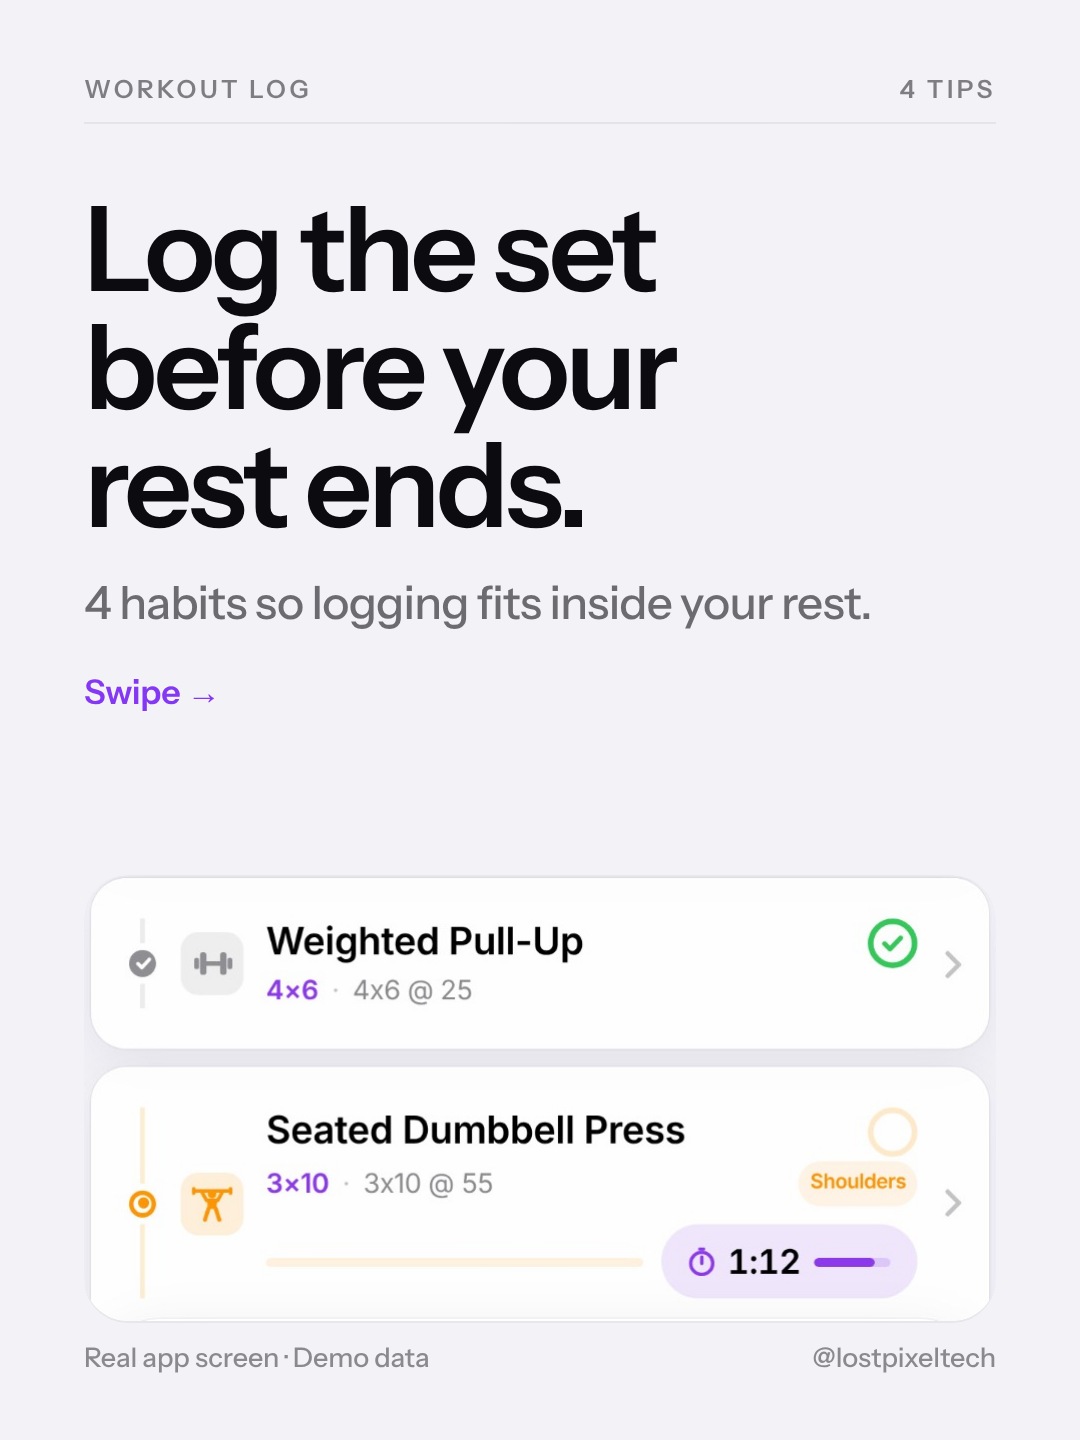 WORKOUT LOG
4 TIPS
Log the set
before your
rest ends.
4 habits so logging fits inside your rest.
Swipe →
Weighted Pull-Up
4×6 · 4x6 @ 25
Seated Dumbbell Press
3×10 · 3x10 @ 55
Shoulders
1:12
Real app screen · Demo data
@lostpixeltech